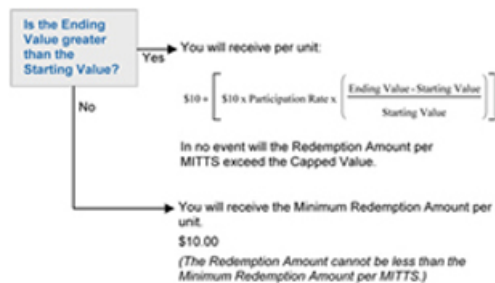 Is the Ending
Value greater
than the
Starting Value?
Yes
You will receive per unit:
$10 + [ $10 x Participation Rate x ( Ending Value - Starting Value
Starting Value ) ]
In no event will the Redemption Amount per
MITTS exceed the Capped Value.
No
You will receive the Minimum Redemption Amount per
unit.
$10.00
(The Redemption Amount cannot be less than the
Minimum Redemption Amount per MITTS.)